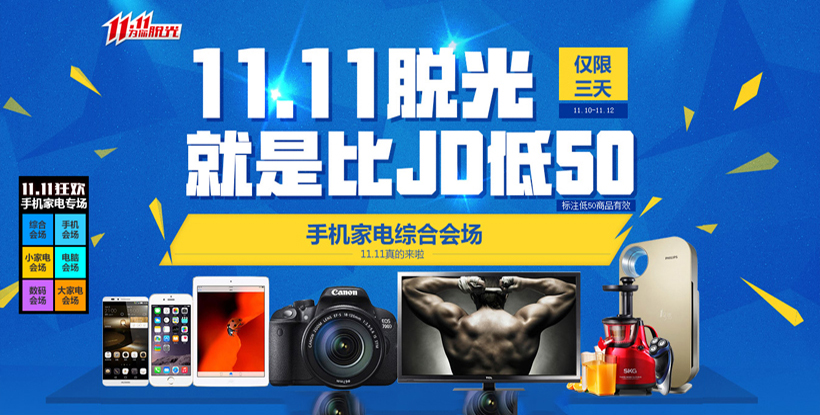 11.11
为你脱光
11.11脱光
就是比JD低50
仅限
三天
11.10-11.12
标注低50商品有效
手机家电综合会场
11.11真的来啦
11.11狂欢
手机家电专场
综合
会场
手机
会场
小家电
会场
电脑
会场
数码
会场
大家电
会场
Canon
EOS
PHILIPS
SKG